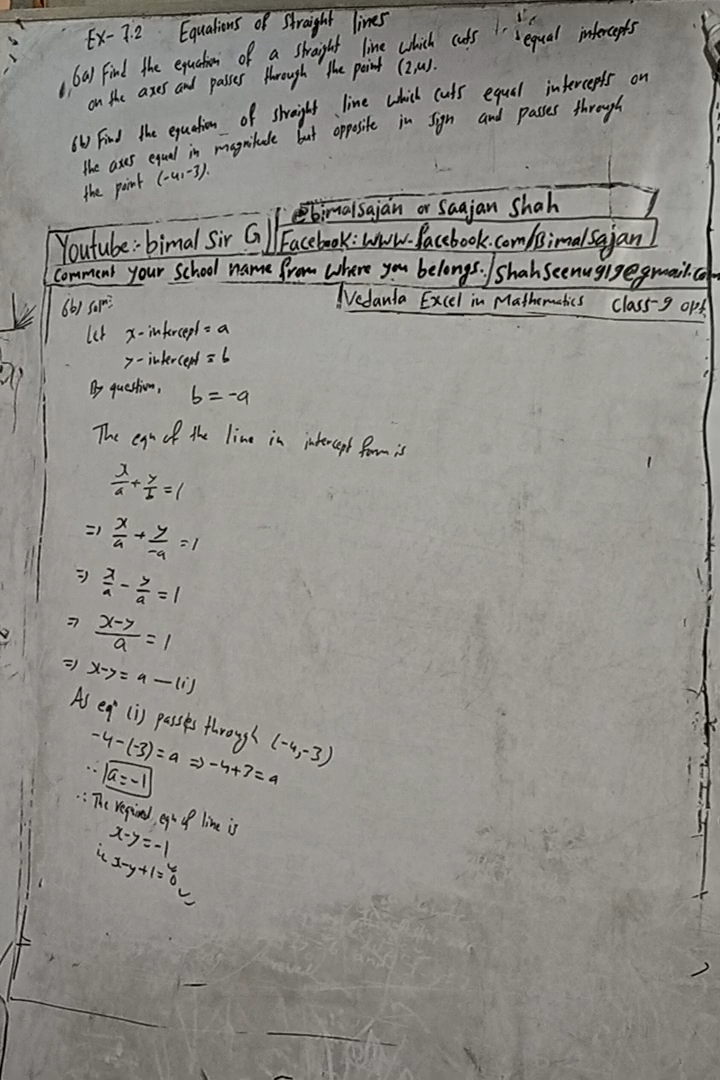 Ex- 7.2 Equations of Straight lines
6a) Find the equation of a straight line which cuts equal intercepts
on the axes and passes through the point (2,4).
6b) Find the equation of straight line which cuts equal intercepts on
the axes equal in magnitude but opposite in sign and passes through
the point (-4,-3).
@bimalsajan or Saajan Shah
Youtube:- bimal Sir G
Facebook: www.facebook.com/Bimalsajan
Comment your School name from where you belongs.
Shahseenu919@gmail.com
Vedanta Excel in Mathematics Class-9 opt
6b) Solⁿ:
Let x-intercept = a
y-intercept = b
By question, b = -a
The eqn of the line in intercept form is
x/a + y/b = 1
=> x/a + y/-a = 1
=> x/a - y/a = 1
=> x-y/a = 1
=> x-y = a — (i)
As eqⁿ (i) passes through (-4,-3)
-4-(-3) = a => -4+3 = a
∴ a = -1
∴ The required eqn of line is
x-y = -1
ie x-y+1 = 0